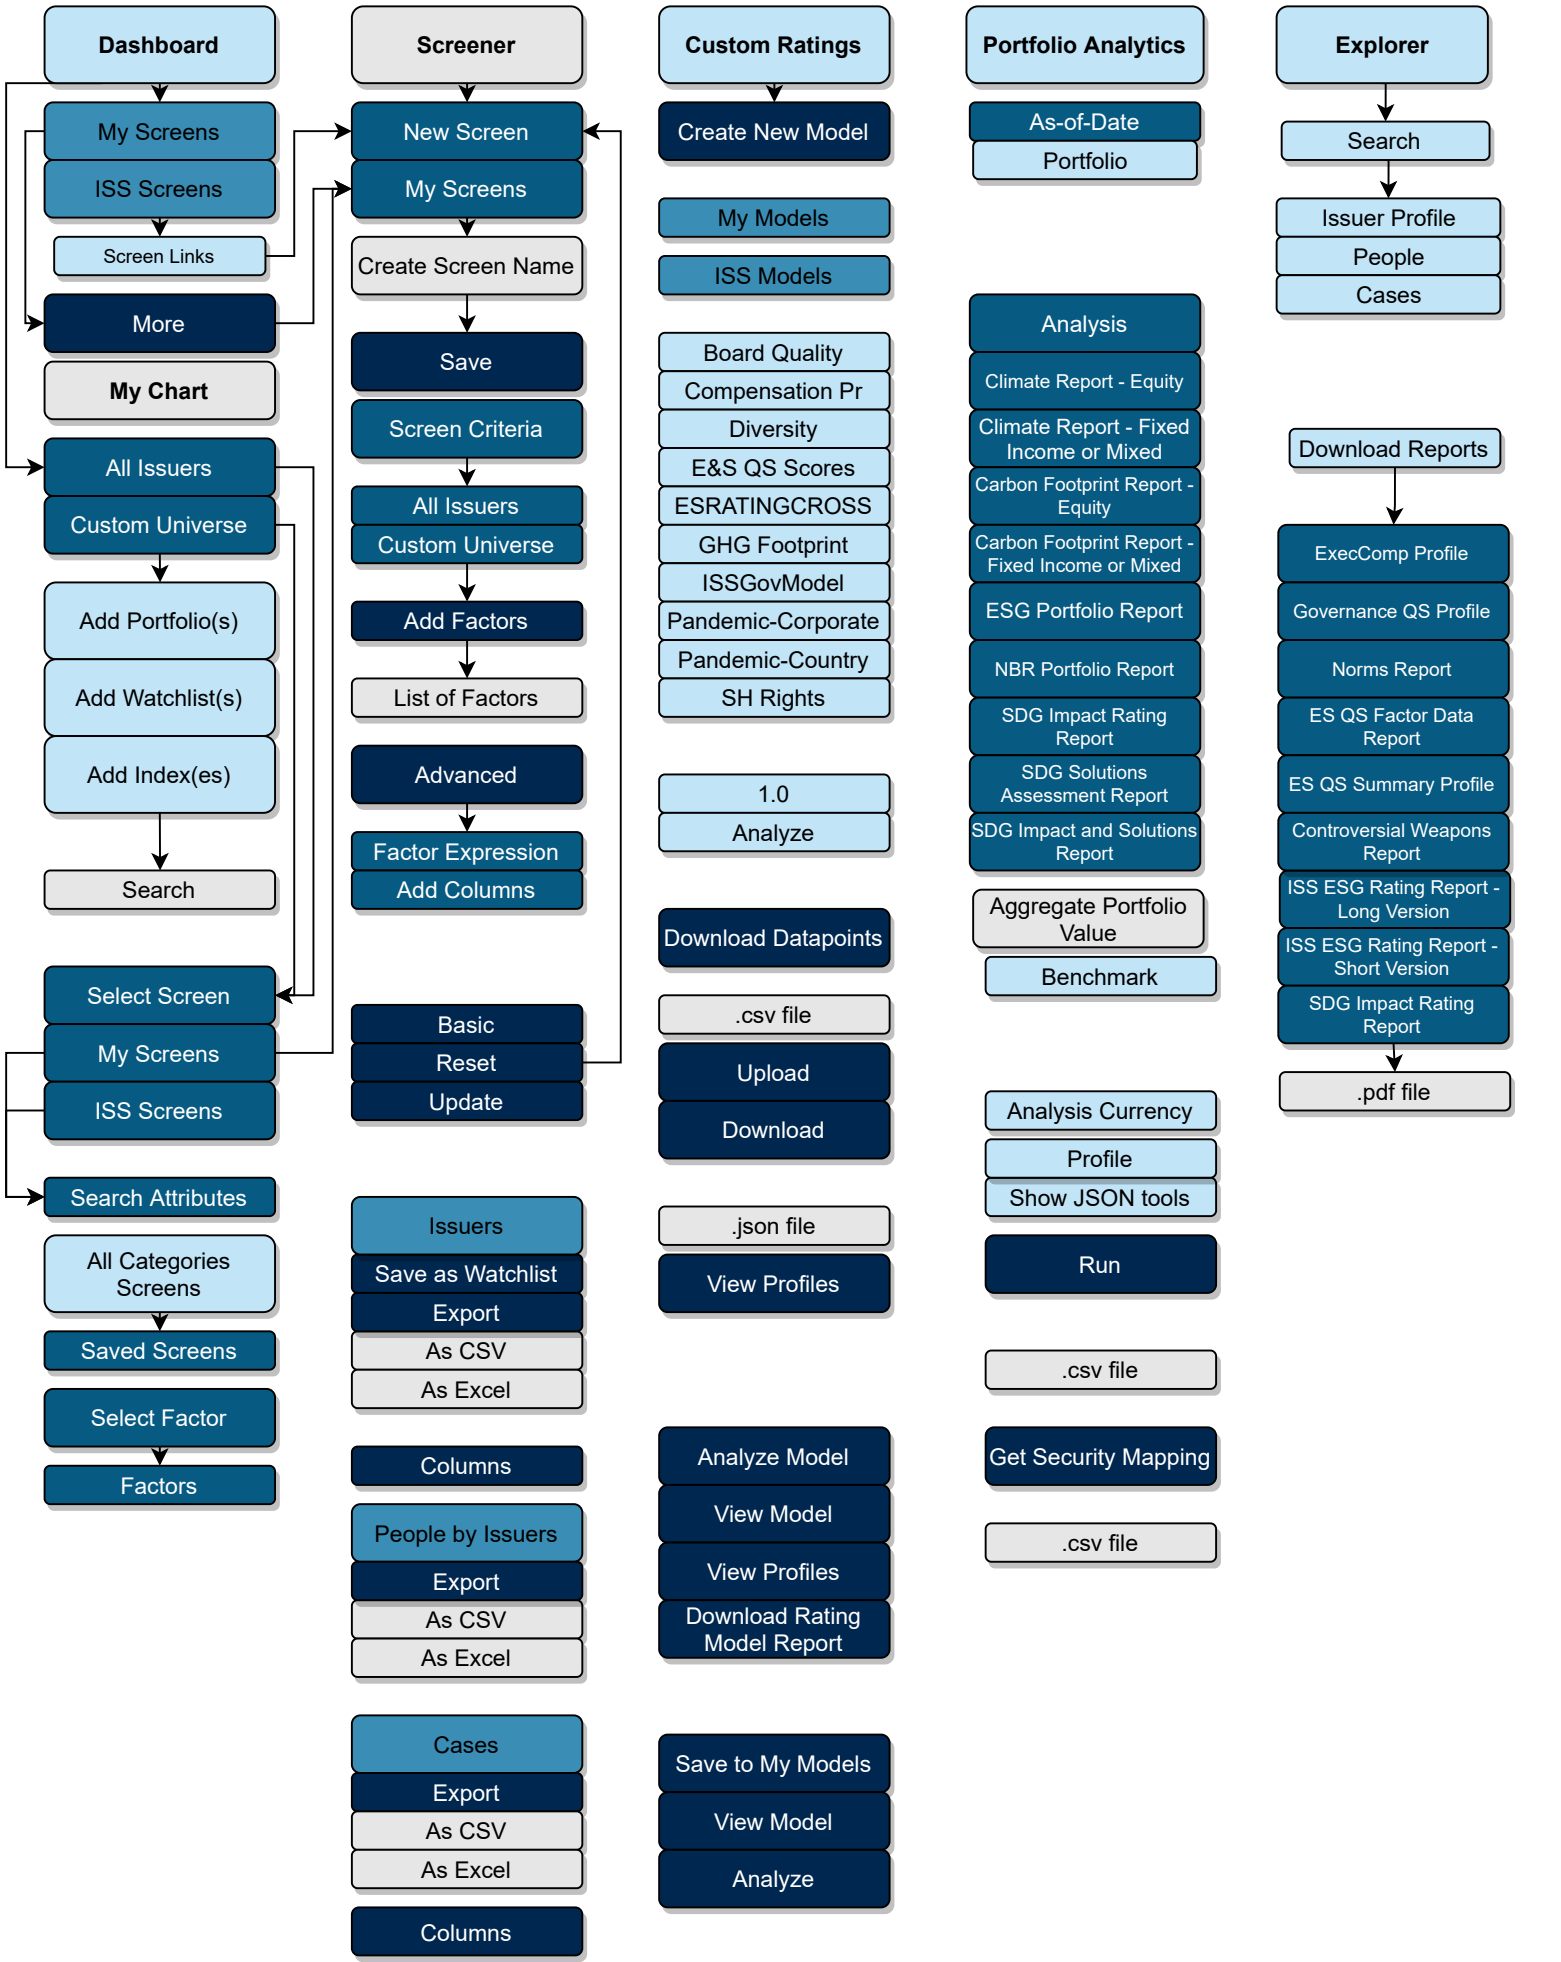 Dashboard
My Screens
ISS Screens
Screen Links
More
My Chart
All Issuers
Custom Universe
Add Portfolio(s)
Add Watchlist(s)
Add Index(es)
Search
Select Screen
My Screens
ISS Screens
Search Attributes
All Categories
Screens
Saved Screens
Select Factor
Factors
Screener
New Screen
My Screens
Create Screen Name
Save
Screen Criteria
All Issuers
Custom Universe
Add Factors
List of Factors
Advanced
Factor Expression
Add Columns
Basic
Reset
Update
Issuers
Save as Watchlist
Export
As CSV
As Excel
Columns
People by Issuers
Export
As CSV
As Excel
Cases
Export
As CSV
As Excel
Columns
Custom Ratings
Create New Model
My Models
ISS Models
Board Quality
Compensation Pr
Diversity
E&S QS Scores
ESRATINGCROSS
GHG Footprint
ISSGovModel
Pandemic-Corporate
Pandemic-Country
SH Rights
1.0
Analyze
Download Datapoints
.csv file
Upload
Download
.json file
View Profiles
Analyze Model
View Model
View Profiles
Download Rating
Model Report
Save to My Models
View Model
Analyze
Portfolio Analytics
As-of-Date
Portfolio
Analysis
Climate Report - Equity
Climate Report - Fixed
Income or Mixed
Carbon Footprint Report -
Equity
Carbon Footprint Report -
Fixed Income or Mixed
ESG Portfolio Report
NBR Portfolio Report
SDG Impact Rating
Report
SDG Solutions
Assessment Report
SDG Impact and Solutions
Report
Aggregate Portfolio
Value
Benchmark
Analysis Currency
Profile
Show JSON tools
Run
.csv file
Get Security Mapping
.csv file
Explorer
Search
Issuer Profile
People
Cases
Download Reports
ExecComp Profile
Governance QS Profile
Norms Report
ES QS Factor Data
Report
ES QS Summary Profile
Controversial Weapons
Report
ISS ESG Rating Report -
Long Version
ISS ESG Rating Report -
Short Version
SDG Impact Rating
Report
.pdf file